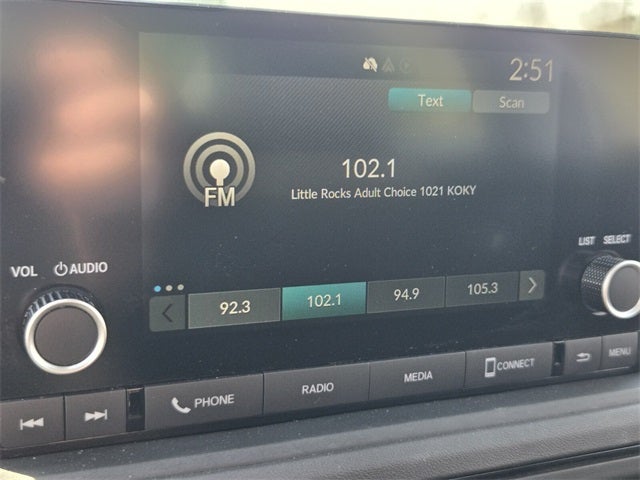 2:51
Text Scan
102.1
FM
Little Rocks Adult Choice 1021 KOKY
LIST SELECT
VOL AUDIO
92.3 102.1 94.9 105.3
PHONE RADIO MEDIA CONNECT MENU